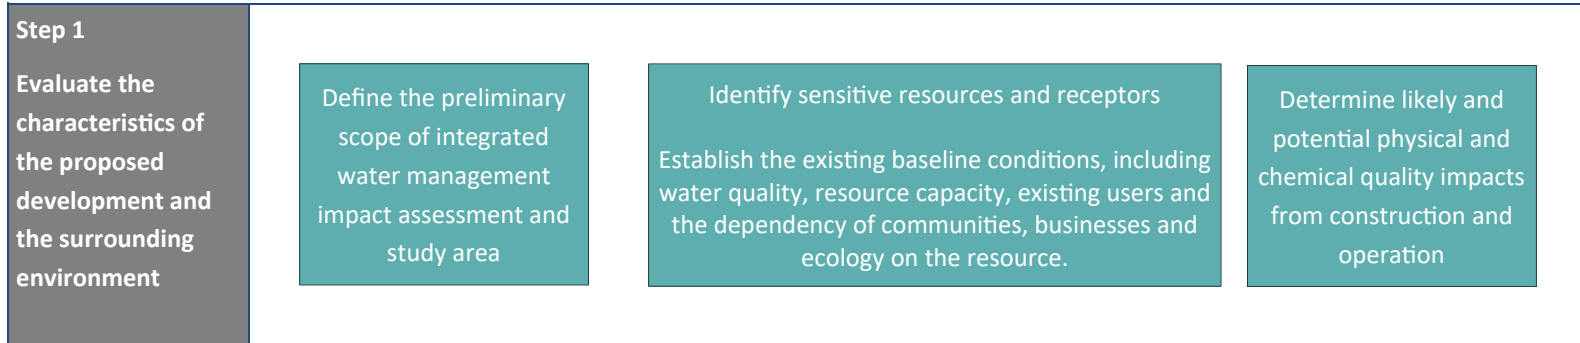 Step 1
Evaluate the
characteristics of
the proposed
development and
the surrounding
environment
Define the preliminary
scope of integrated
water management
impact assessment and
study area
Identify sensitive resources and receptors
Establish the existing baseline conditions, including
water quality, resource capacity, existing users and
the dependency of communities, businesses and
ecology on the resource.
Determine likely and
potential physical and
chemical quality impacts
from construction and
operation